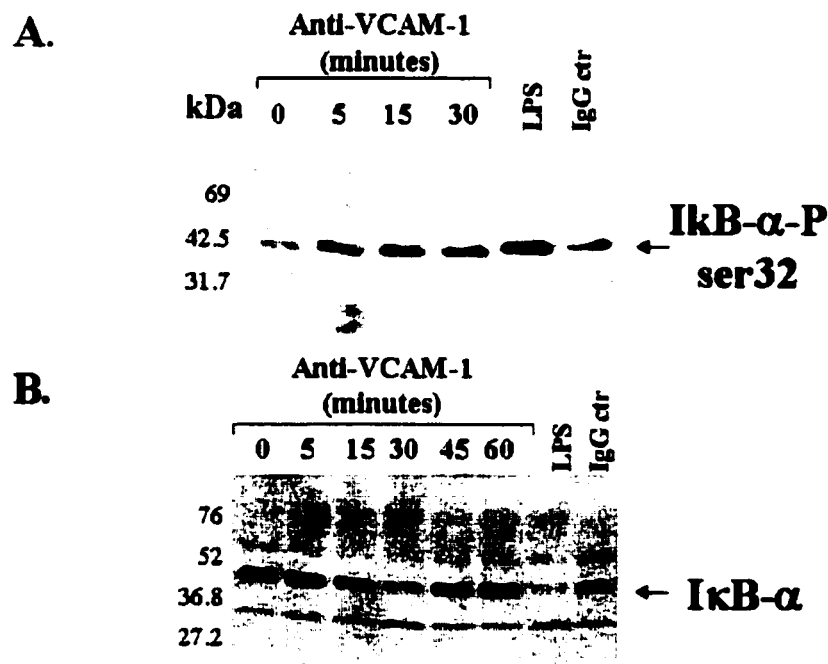 A.
Anti-VCAM-1
(minutes)
kDa 0 5 15 30 LPS IgG ctr
69
42.5
31.7
IkB-α-P
ser32
B.
Anti-VCAM-1
(minutes)
0 5 15 30 45 60 LPS IgG ctr
76
52
36.8
27.2
IκB-α